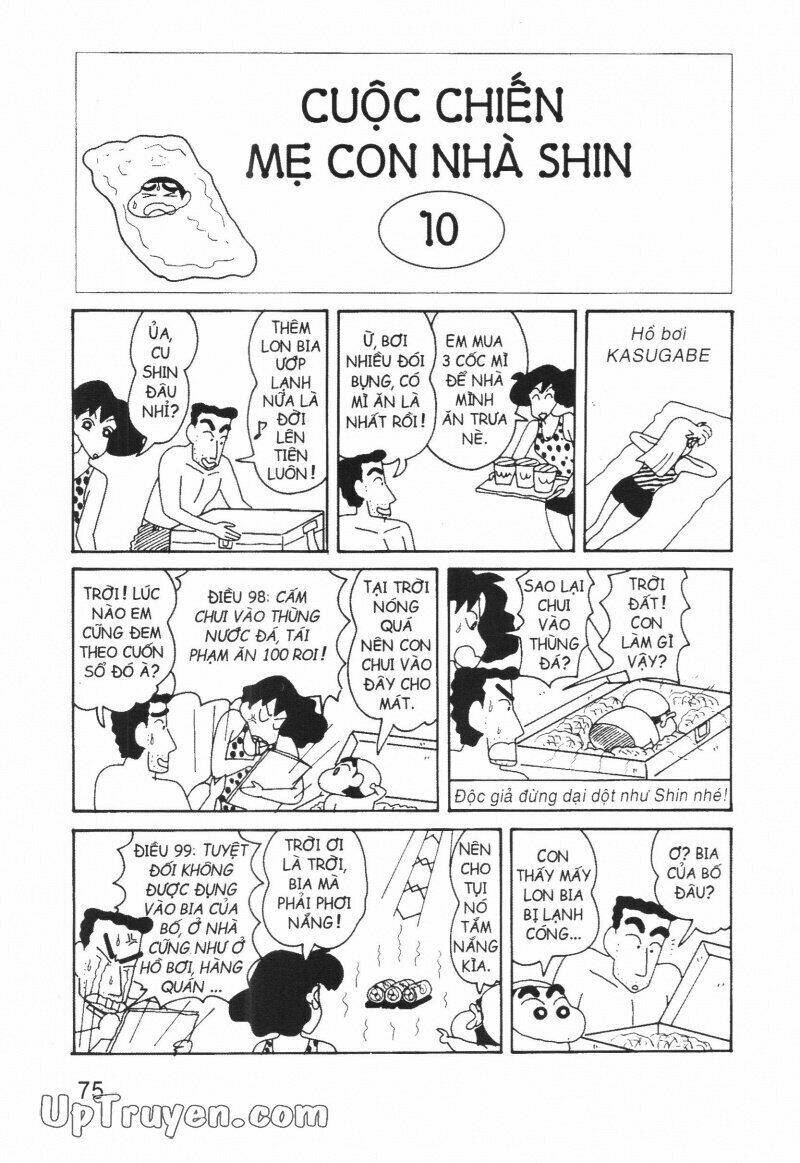 CUỘC CHIẾN
MẸ CON NHÀ SHIN
10
Hồ bơi
KASUGABE
EM MUA
3 CỐC MÌ
ĐỂ NHÀ
MÌNH
ĂN TRƯA
NÈ.
Ừ, BƠI
NHIỀU ĐÓI
BỤNG, CÓ
MÌ ĂN LÀ
NHẤT RỒI!
THÊM
LON BIA
ƯỚP
LẠNH
NỮA LÀ
ĐỜI
LÊN
TIÊN
LUÔN!
ỦA,
CU
SHIN
ĐÂU
NHỈ?
TRỜI
ĐẤT!
CON
LÀM GÌ
VẬY?
SAO LẠI
CHUI
VÀO
THÙNG
ĐÁ?
Độc giả đừng dại dột như Shin nhé!
TẠI TRỜI
NÓNG
QUÁ
NÊN CON
CHUI VÀO
ĐÂY CHO
MÁT.
ĐIỀU 98: CẤM
CHUI VÀO THÙNG
NƯỚC ĐÁ, TÁI
PHẠM ĂN 100 ROI!
TRỜI! LÚC
NÀO EM
CŨNG ĐEM
THEO CUỐN
SỔ ĐÓ À?
Ơ? BIA
CỦA BỐ
ĐÂU?
CON
THẤY MẤY
LON BIA
BỊ LẠNH
CÓNG...
NÊN
CHO
TỤI
NÓ
TẮM
NẮNG
KÌA.
TRỜI ƠI
LÀ TRỜI,
BIA MÀ
PHẢI PHƠI
NẮNG!
ĐIỀU 99: TUYỆT
ĐỐI KHÔNG
ĐƯỢC ĐỤNG
VÀO BIA CỦA
BỐ, Ở NHÀ
CŨNG NHƯ Ở
HỒ BƠI, HÀNG
QUÁN ...
75
UpTruyen.com